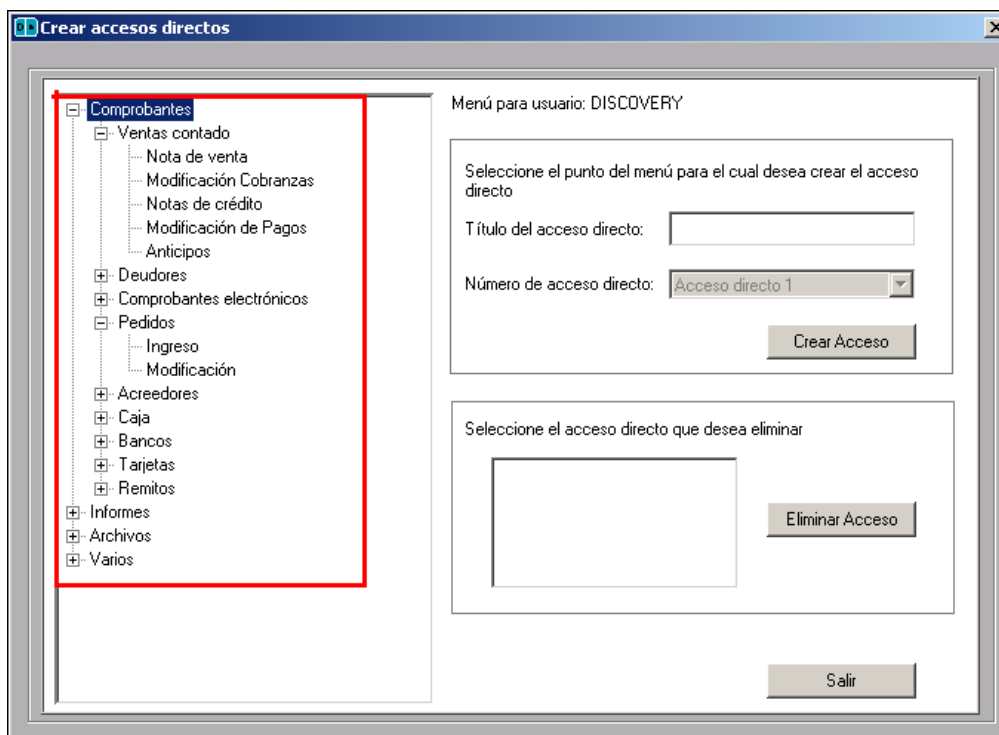 Crear accesos directos
Comprobantes
Ventas contado
Nota de venta
Modificación Cobranzas
Notas de crédito
Modificación de Pagos
Anticipos
Deudores
Comprobantes electrónicos
Pedidos
Ingreso
Modificación
Acreedores
Caja
Bancos
Tarjetas
Remitos
Informes
Archivos
Varios
Menú para usuario: DISCOVERY
Seleccione el punto del menú para el cual desea crear el acceso
directo
Título del acceso directo:
Número de acceso directo: Acceso directo 1
Crear Acceso
Seleccione el acceso directo que desea eliminar
Eliminar Acceso
Salir